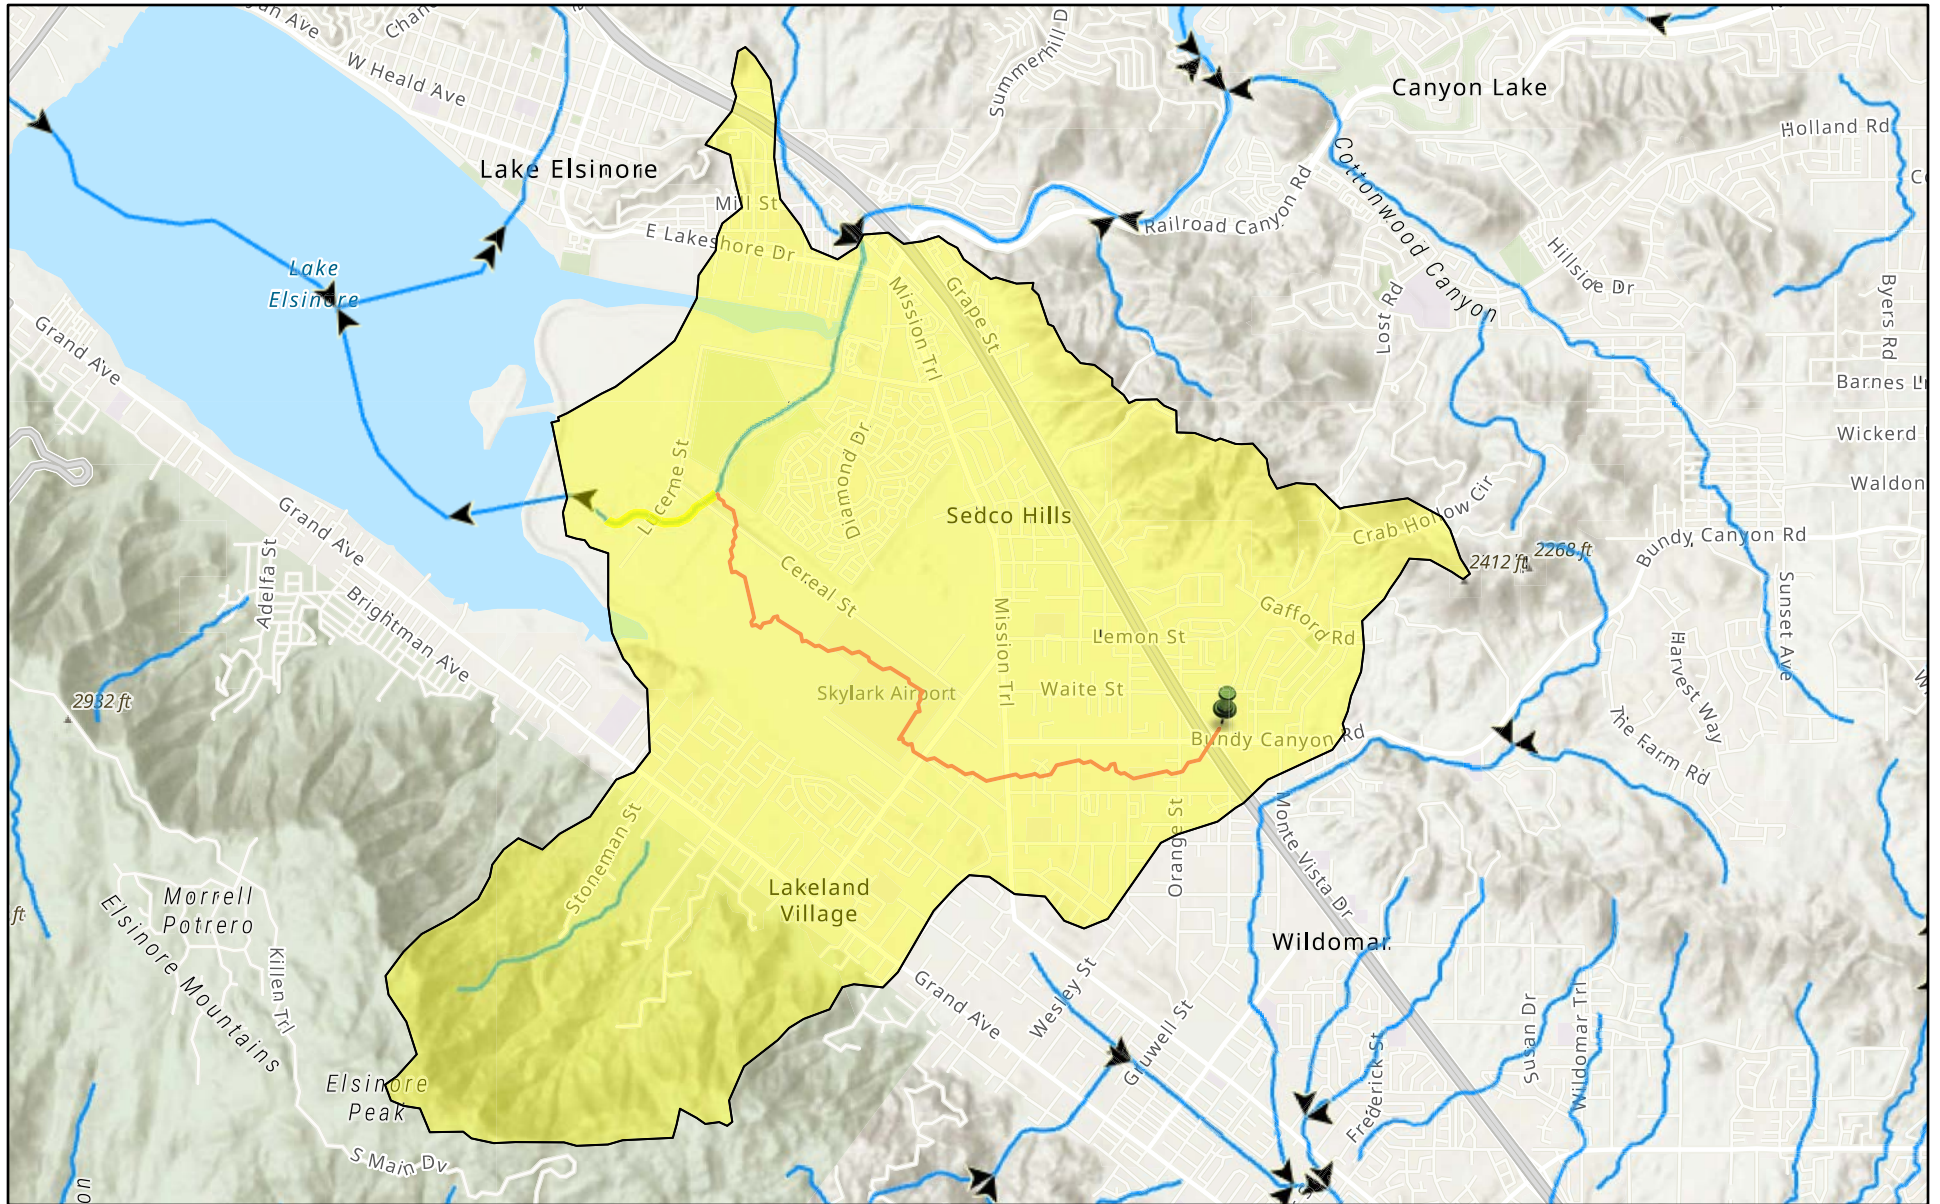 W Heald Ave
Summerhill D
Canyon Lake
Holland Rd
Lake Elsinore
Mill St
E Lakeshore Dr
Railroad Canyon Rd
Cottonwood Canyon
Lake
Elsinore
Hillside Dr
Byers Rd
Grand Ave
Mission Trl
Grape St
Lost Rd
Barnes Ln
Wickerd
Waldon
Lucerne St
Diamond Dr
Sedco Hills
Crab Hollow Cir
Grand Ave
Adelfa St
Brightman Ave
Cereal St
2412 ft
2268 ft
Bundy Canyon Rd
Sunset Ave
Gafford Rd
Lemon St
Mission Trl
Harvest Way
2932 ft
Skylark Airport
Waite St
Bundy Canyon Rd
The Farm Rd
Stoneman St
Orange St
Monte Vista Dr
Morrell
Potrero
Lakeland
Village
ft
Elsinore Mountains
Killen Trl
Wildomar
Grand Ave
Wesley St
Gruwell St
Susan Dr
Wildomar Trl
Frederick St
Elsinore
Peak
S Main Dv
on